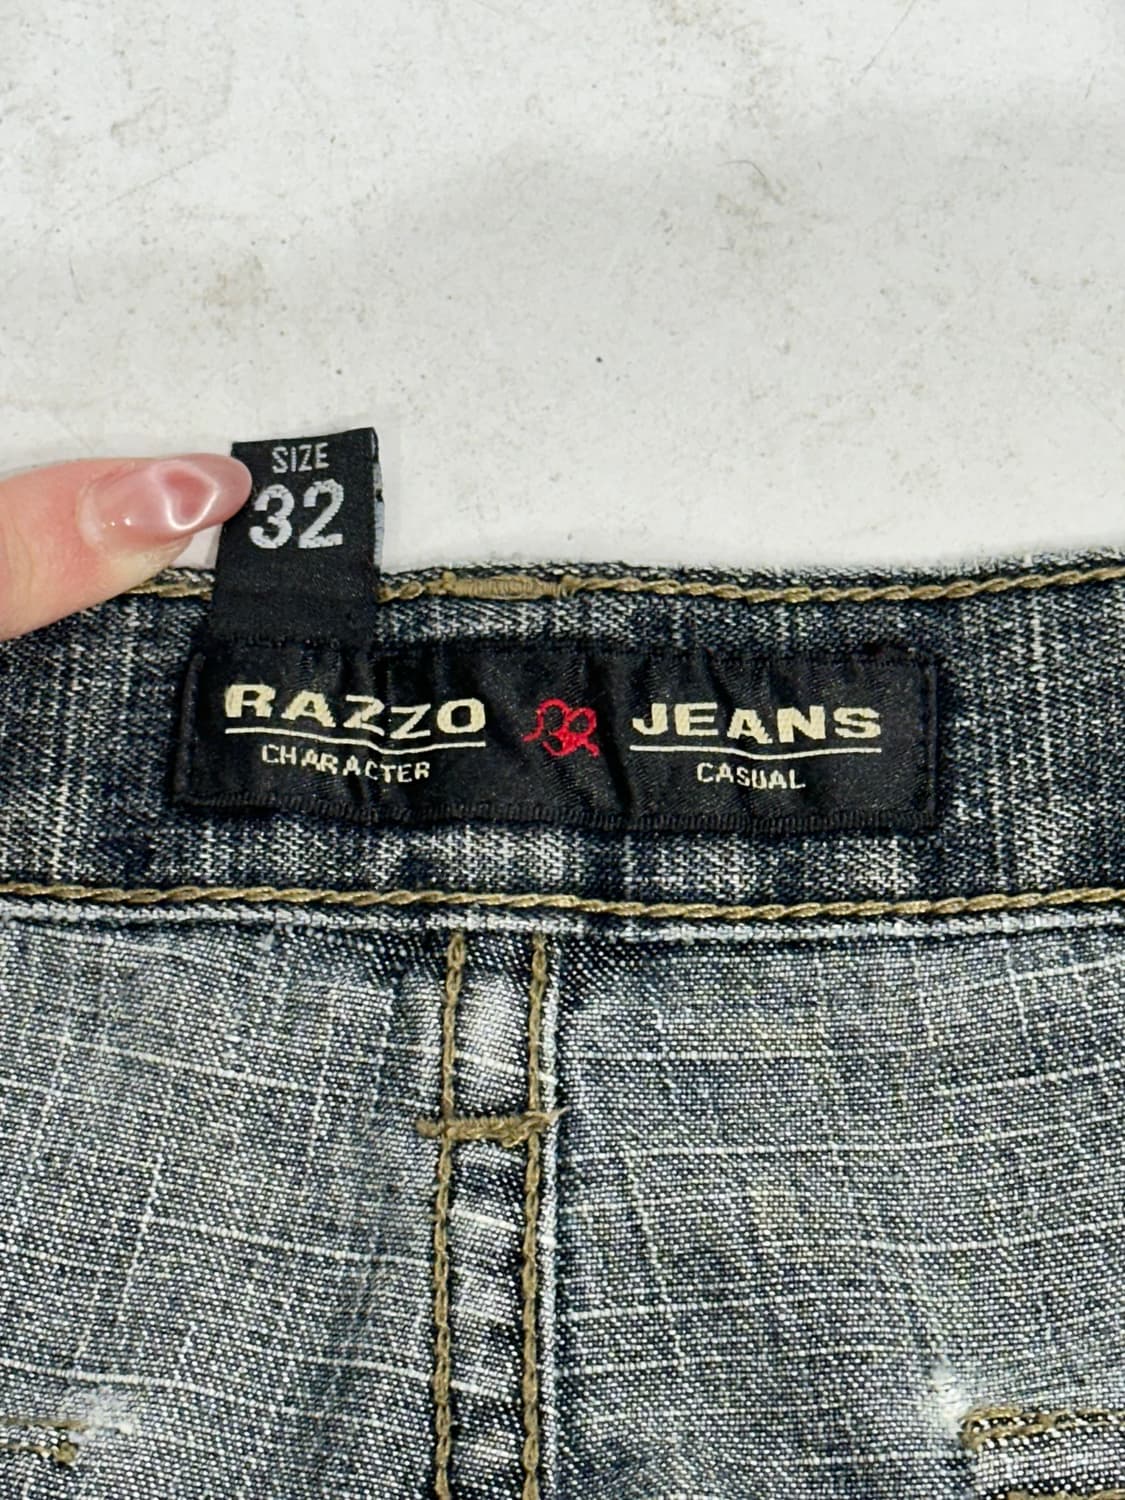 SIZE
32
RAZZO JEANS
CHARACTER CASUAL